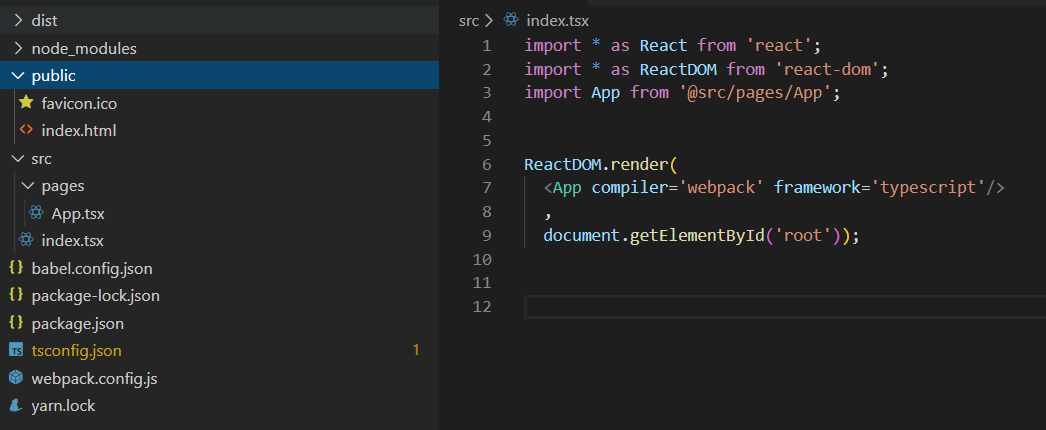 dist
node_modules
public
favicon.ico
index.html
src
pages
App.tsx
index.tsx
babel.config.json
package-lock.json
package.json
tsconfig.json 1
webpack.config.js
yarn.lock
src > index.tsx
1 import * as React from 'react';
2 import * as ReactDOM from 'react-dom';
3 import App from '@src/pages/App';
4
5
6 ReactDOM.render(
7 <App compiler='webpack' framework='typescript'/>
8 ,
9 document.getElementById('root'));
10
11
12